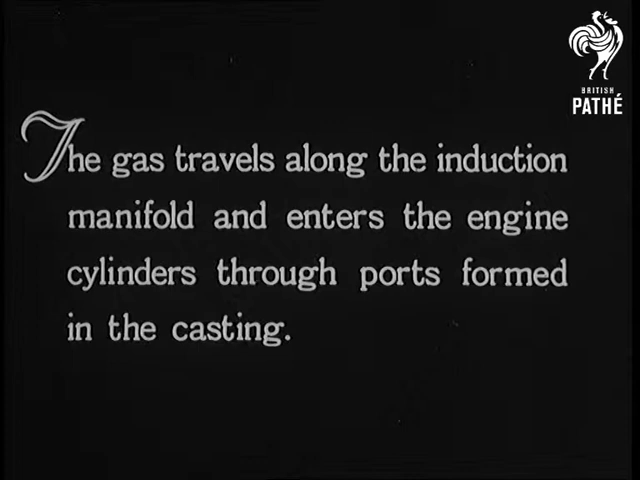 BRITISH
PATHÉ
The gas travels along the induction
manifold and enters the engine
cylinders through ports formed
in the casting.